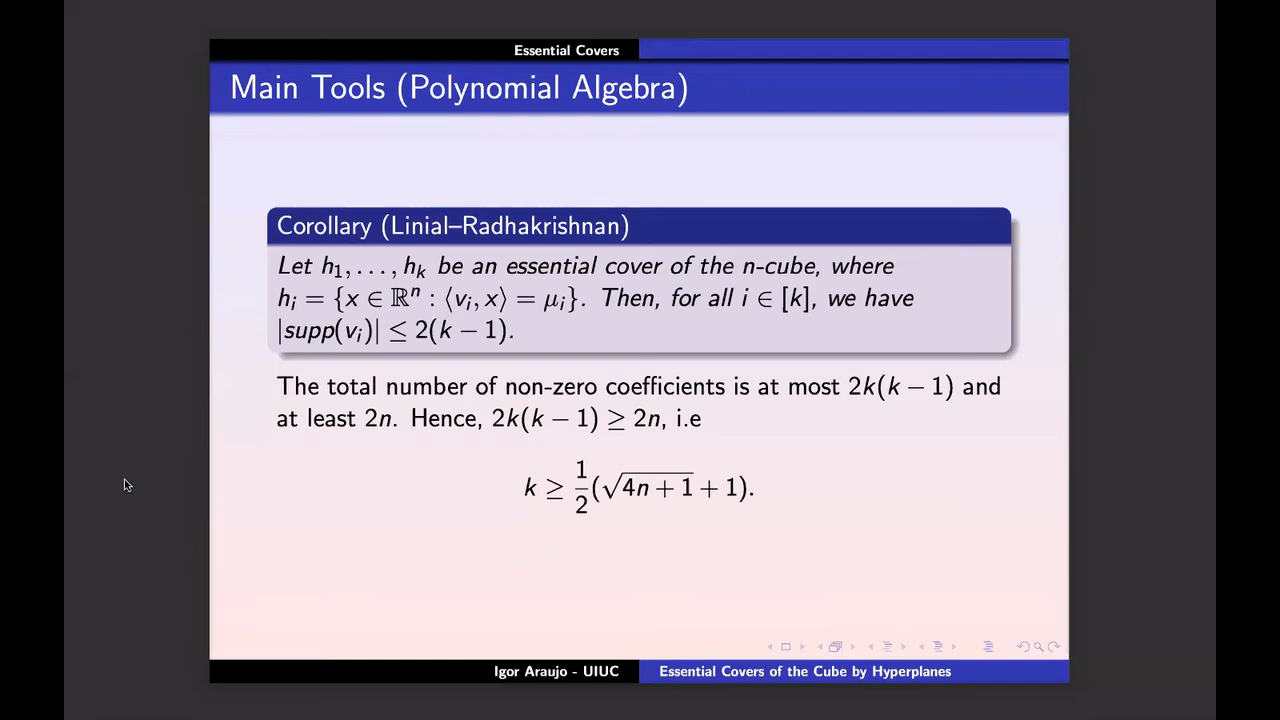 Essential Covers
Main Tools (Polynomial Algebra)
Corollary (Linial–Radhakrishnan)
Let h₁, . . . , hₖ be an essential cover of the n-cube, where
hᵢ = {x ∈ ℝⁿ : ⟨vᵢ, x⟩ = μᵢ}. Then, for all i ∈ [k], we have
|supp(vᵢ)| ≤ 2(k − 1).
The total number of non-zero coefficients is at most 2k(k − 1) and
at least 2n. Hence, 2k(k − 1) ≥ 2n, i.e
k ≥ ½(√(4n + 1) + 1).
Igor Araujo - UIUC
Essential Covers of the Cube by Hyperplanes